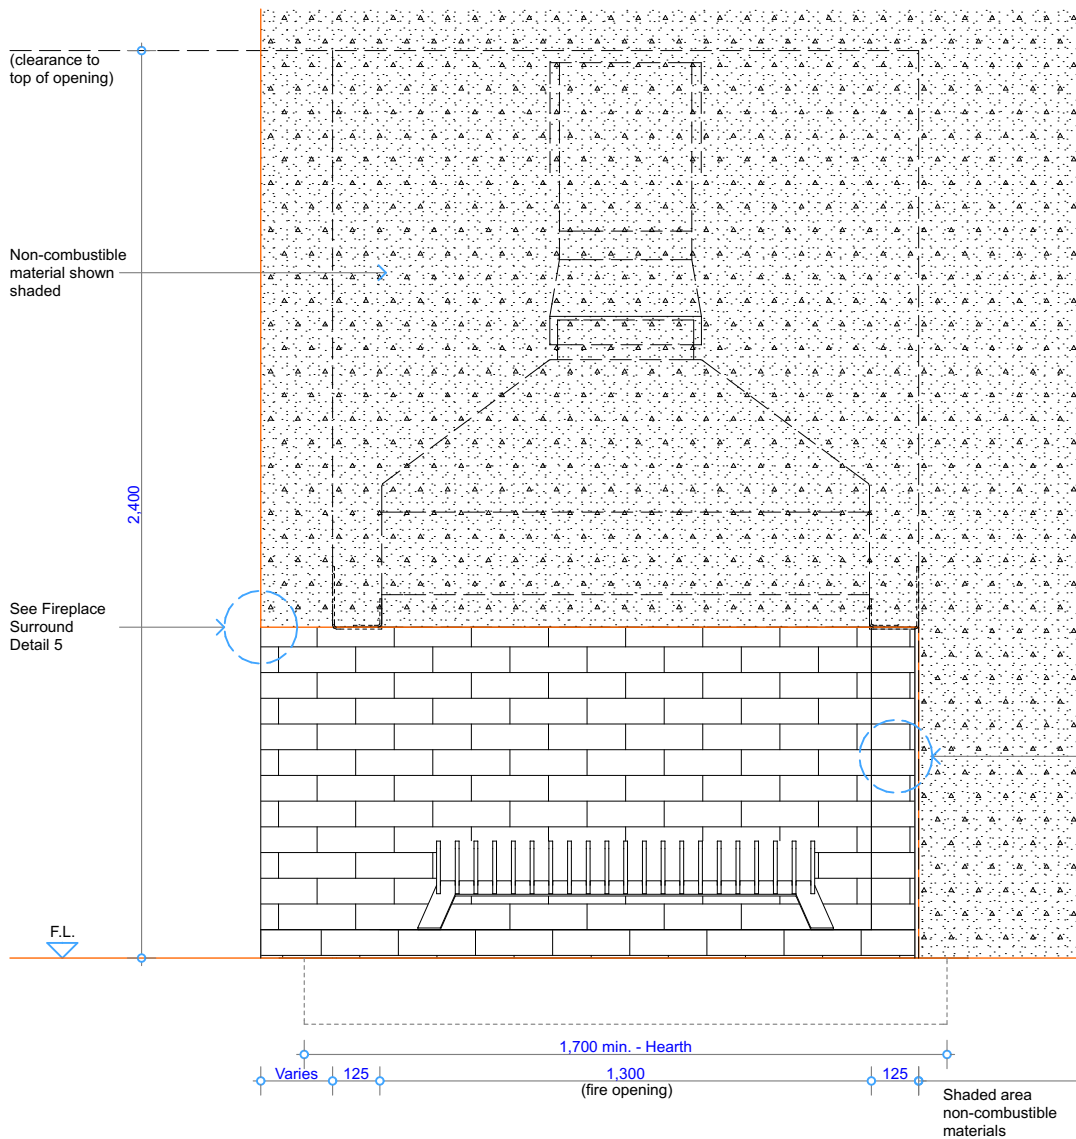 (clearance to
top of opening)
Non-combustible
material shown
shaded
2,400
See Fireplace
Surround
Detail 5
F.L.
1,700 min. - Hearth
Varies
125
1,300
(fire opening)
125
Shaded area
non-combustible
materials